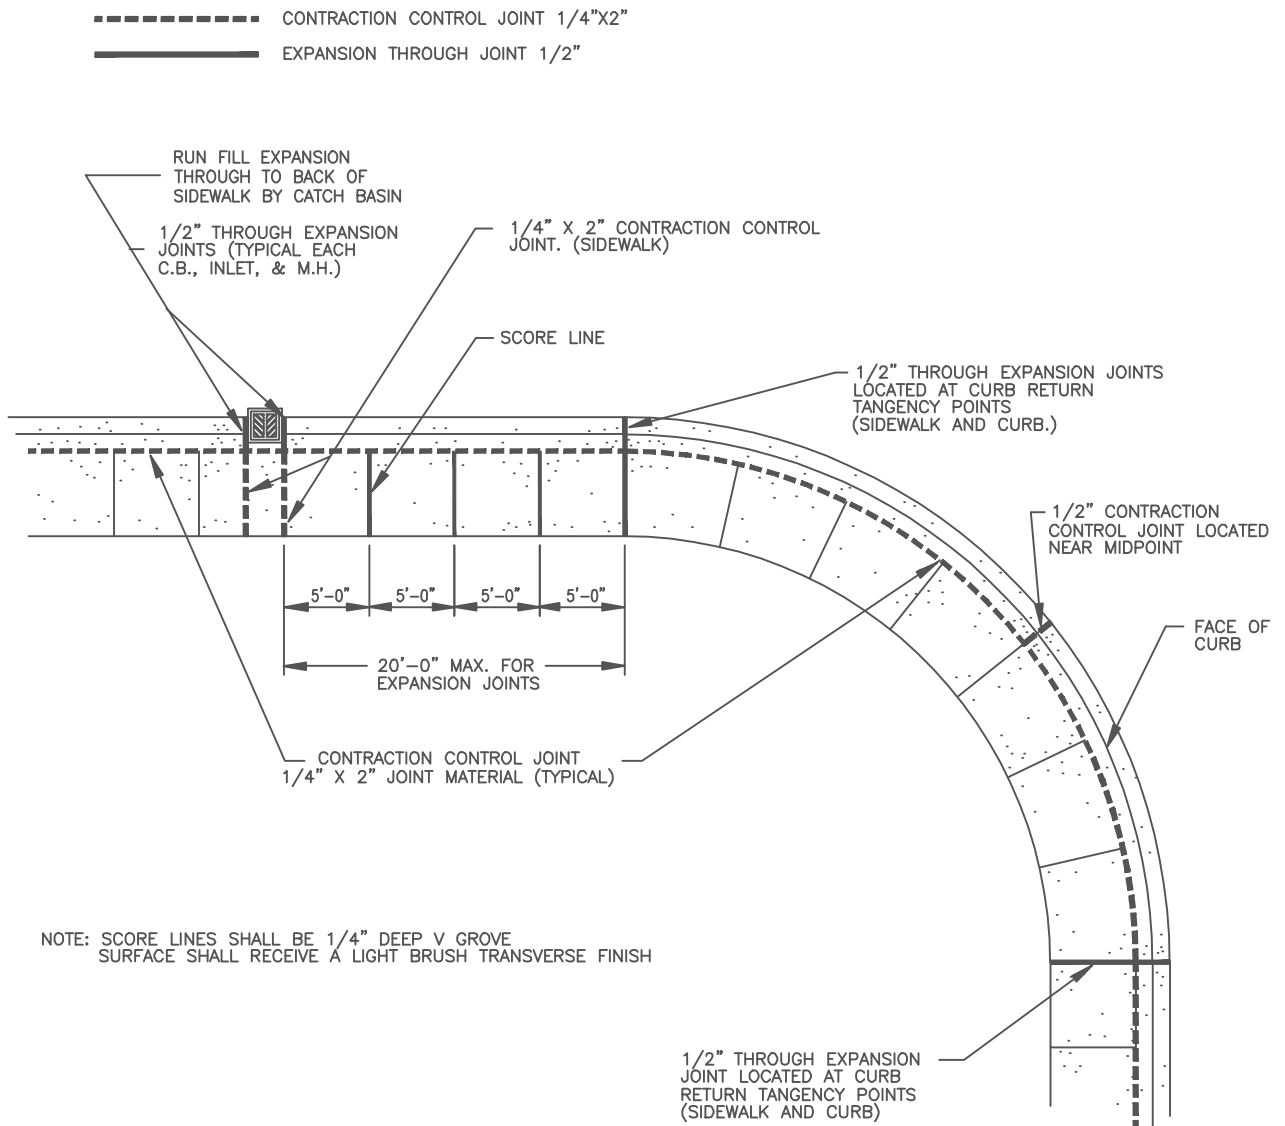 CONTRACTION CONTROL JOINT 1/4"X2"
EXPANSION THROUGH JOINT 1/2"
RUN FILL EXPANSION
THROUGH TO BACK OF
SIDEWALK BY CATCH BASIN
1/2" THROUGH EXPANSION
JOINTS (TYPICAL EACH
C.B., INLET, & M.H.)
1/4" X 2" CONTRACTION CONTROL
JOINT. (SIDEWALK)
SCORE LINE
1/2" THROUGH EXPANSION JOINTS
LOCATED AT CURB RETURN
TANGENCY POINTS
(SIDEWALK AND CURB.)
1/2" CONTRACTION
CONTROL JOINT LOCATED
NEAR MIDPOINT
5'-0" 5'-0" 5'-0" 5'-0"
FACE OF
CURB
20'-0" MAX. FOR
EXPANSION JOINTS
CONTRACTION CONTROL JOINT
1/4" X 2" JOINT MATERIAL (TYPICAL)
NOTE: SCORE LINES SHALL BE 1/4" DEEP V GROVE
SURFACE SHALL RECEIVE A LIGHT BRUSH TRANSVERSE FINISH
1/2" THROUGH EXPANSION
JOINT LOCATED AT CURB
RETURN TANGENCY POINTS
(SIDEWALK AND CURB)